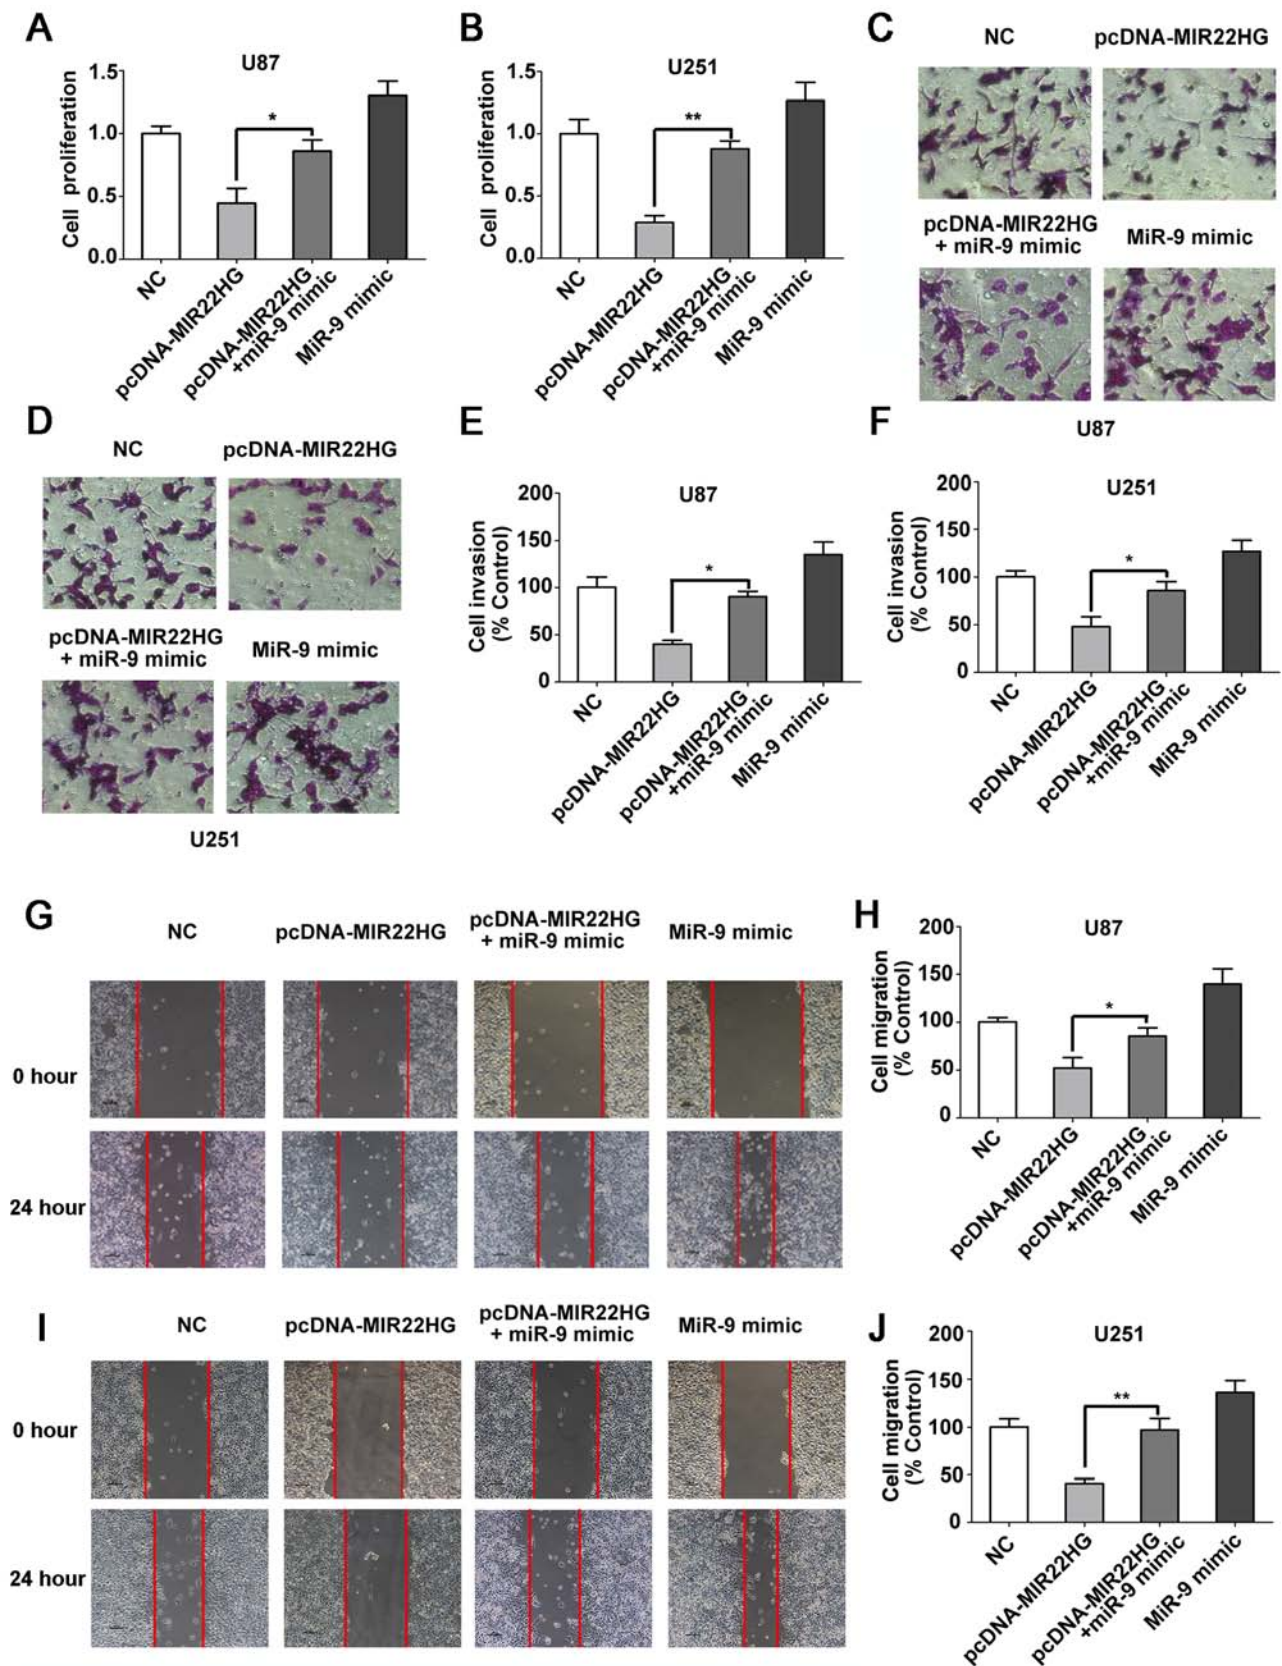 A
U87
Cell proliferation
1.5
1.0
0.5
0.0
*
NC
pcDNA-MIR22HG
pcDNA-MIR22HG
+miR-9 mimic
MiR-9 mimic
B
U251
Cell proliferation
1.5
1.0
0.5
0.0
**
NC
pcDNA-MIR22HG
pcDNA-MIR22HG
+miR-9 mimic
MiR-9 mimic
C
NC
pcDNA-MIR22HG
pcDNA-MIR22HG
+ miR-9 mimic
MiR-9 mimic
U87
D
NC
pcDNA-MIR22HG
pcDNA-MIR22HG
+ miR-9 mimic
MiR-9 mimic
U251
E
U87
Cell invasion
(% Control)
200
150
100
50
0
*
NC
pcDNA-MIR22HG
pcDNA-MIR22HG
+miR-9 mimic
MiR-9 mimic
F
U251
Cell invasion
(% Control)
200
150
100
50
0
*
NC
pcDNA-MIR22HG
pcDNA-MIR22HG
+miR-9 mimic
MiR-9 mimic
G
NC
pcDNA-MIR22HG
pcDNA-MIR22HG
+ miR-9 mimic
MiR-9 mimic
0 hour
24 hour
H
U87
Cell migration
(% Control)
200
150
100
50
0
*
NC
pcDNA-MIR22HG
pcDNA-MIR22HG
+miR-9 mimic
MiR-9 mimic
I
NC
pcDNA-MIR22HG
pcDNA-MIR22HG
+ miR-9 mimic
MiR-9 mimic
0 hour
24 hour
J
U251
Cell migration
(% Control)
200
150
100
50
0
**
NC
pcDNA-MIR22HG
pcDNA-MIR22HG
+miR-9 mimic
MiR-9 mimic